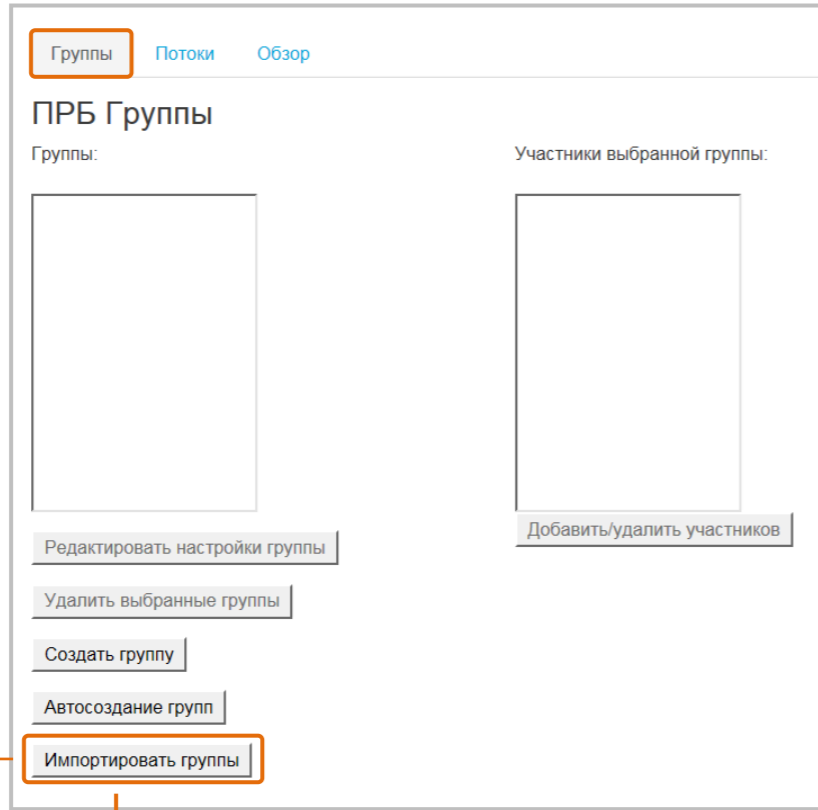 Группы Потоки Обзор
ПРБ Группы
Группы:
Участники выбранной группы:
Редактировать настройки группы
Добавить/удалить участников
Удалить выбранные группы
Создать группу
Автосоздание групп
Импортировать группы